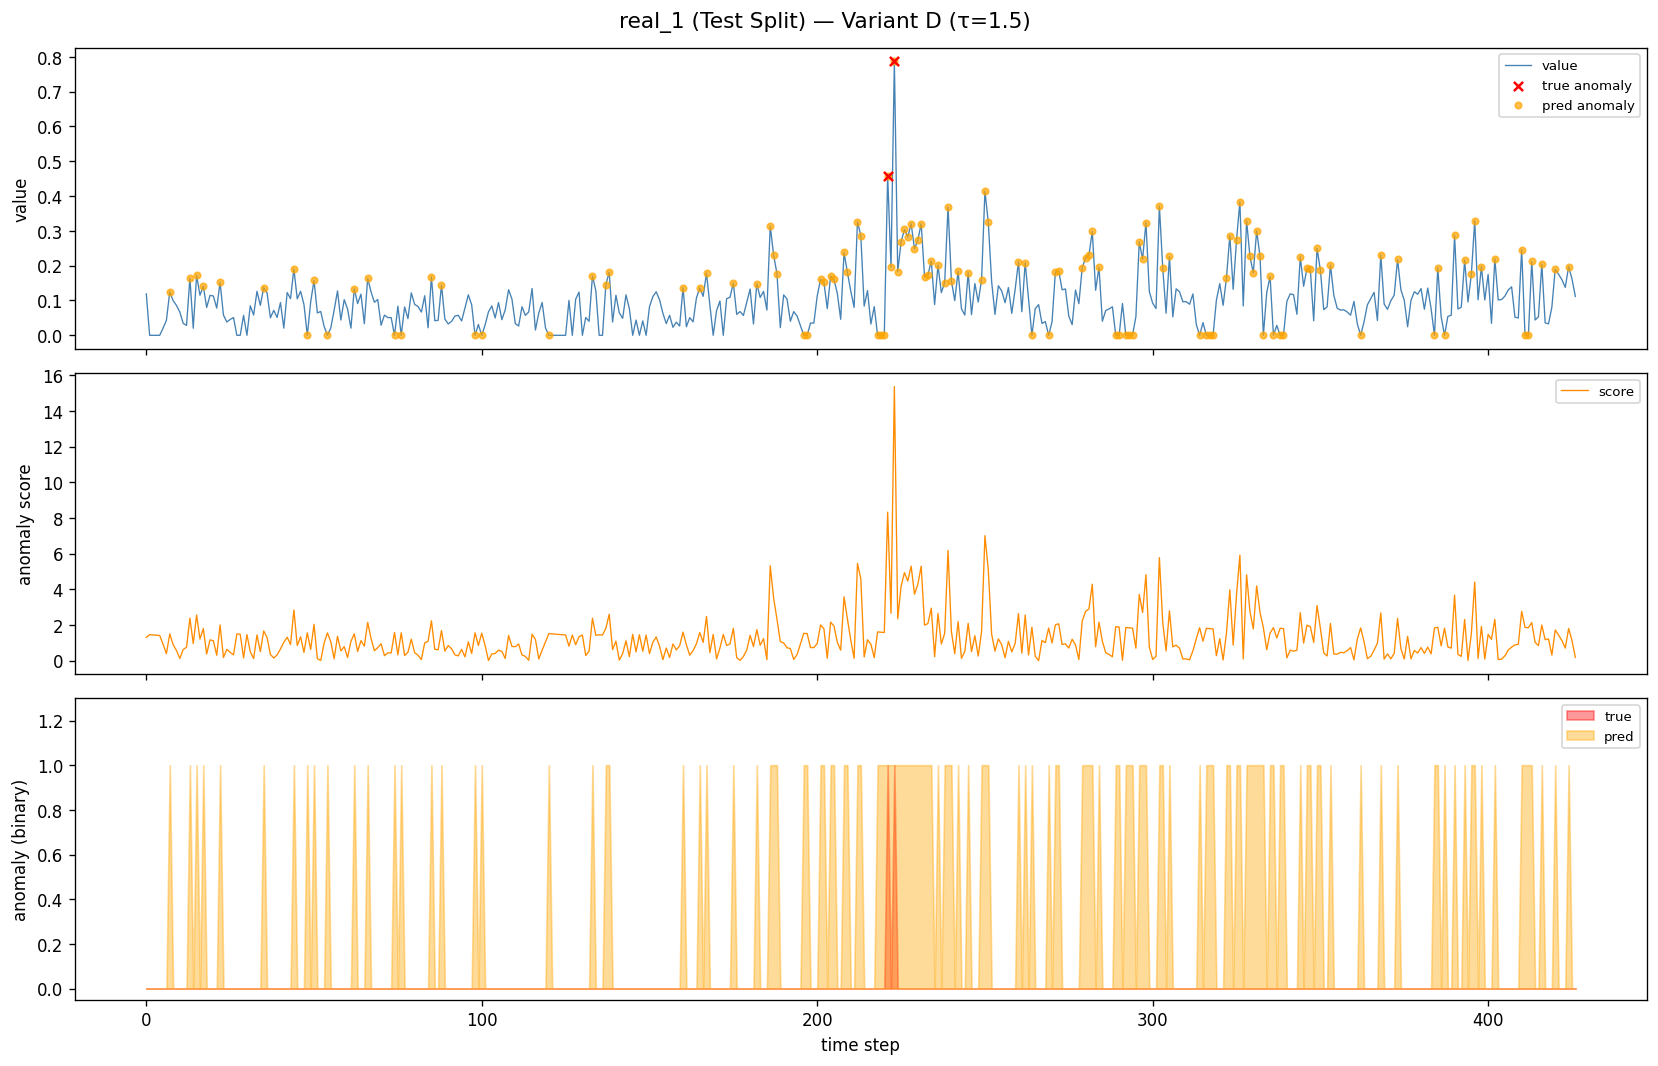 real_1 (Test Split) — Variant D (τ=1.5)
0.8
0.7
0.6
0.5
0.4
0.3
0.2
0.1
0.0
value
value
true anomaly
pred anomaly
16
14
12
10
8
6
4
2
0
anomaly score
score
1.2
1.0
0.8
0.6
0.4
0.2
0.0
anomaly (binary)
true
pred
0 100 200 300 400
time step